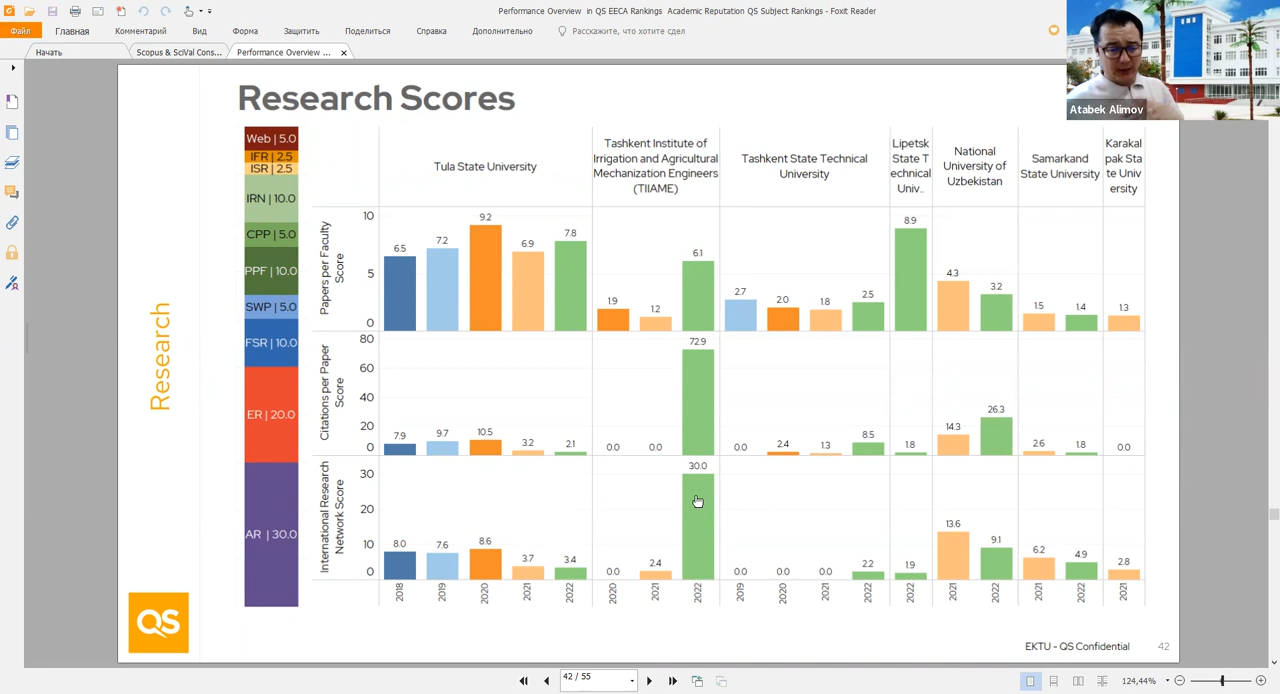 Performance Overview in QS EECA Rankings Academic Reputation QS Subject Rankings - Foxit Reader
Файл
Главная
Комментарий
Вид
Форма
Защитить
Поделиться
Справка
Дополнительно
Расскажите, что хотите сдел
Начать
Scopus & SciVal Cons...
Performance Overview ...
Atabek Alimov
Research Scores
Research
Web | 5.0
IFR | 2.5
ISR | 2.5
IRN | 10.0
CPP | 5.0
PPF | 10.0
SWP | 5.0
FSR | 10.0
ER | 20.0
AR | 30.0
Tula State University
Tashkent Institute of
Irrigation and Agricultural
Mechanization Engineers
(TIIAME)
Tashkent State Technical
University
Lipetsk
State T
echnical
Univ..
National
University of
Uzbekistan
Samarkand
State University
Karakal
pak Sta
te Univ
ersity
Papers per Faculty
Score
10
5
0
6.5
7.2
9.2
6.9
7.8
1.9
1.2
6.1
2.7
2.0
1.8
2.5
8.9
4.3
3.2
1.5
1.4
1.3
Citations per Paper
Score
80
60
40
20
0
7.9
9.7
10.5
3.2
2.1
0.0
0.0
72.9
0.0
2.4
1.3
8.5
1.8
14.3
26.3
2.6
1.8
0.0
International Research
Network Score
30
20
10
0
8.0
7.6
8.6
3.7
3.4
0.0
2.4
30.0
0.0
0.0
0.0
2.2
1.9
13.6
9.1
6.2
4.9
2.8
2018
2019
2020
2021
2022
2020
2021
2022
2019
2020
2021
2022
2022
2021
2022
2021
2022
2021
QS
EKTU - QS Confidential
42
42 / 55
124,44%